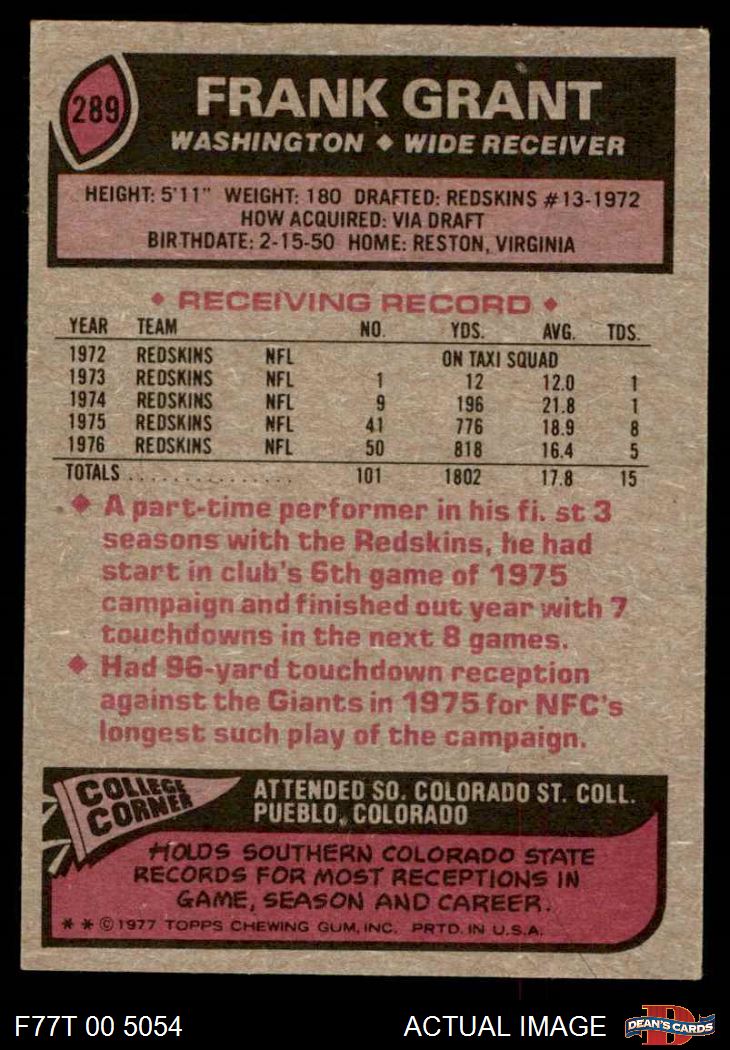 289
FRANK GRANT
WASHINGTON ◆ WIDE RECEIVER
HEIGHT: 5'11" WEIGHT: 180 DRAFTED: REDSKINS #13-1972
HOW ACQUIRED: VIA DRAFT
BIRTHDATE: 2-15-50 HOME: RESTON, VIRGINIA
◆ RECEIVING RECORD ◆
YEAR TEAM NO. YDS. AVG. TDS.
1972 REDSKINS NFL ON TAXI SQUAD
1973 REDSKINS NFL 1 12 12.0 1
1974 REDSKINS NFL 9 196 21.8 1
1975 REDSKINS NFL 41 776 18.9 8
1976 REDSKINS NFL 50 818 16.4 5
TOTALS . . . . . . . . . . . . . . . 101 1802 17.8 15
◆ A part-time performer in his fi. st 3
seasons with the Redskins, he had
start in club's 6th game of 1975
campaign and finished out year with 7
touchdowns in the next 8 games.
◆ Had 96-yard touchdown reception
against the Giants in 1975 for NFC's
longest such play of the campaign.
COLLEGE
CORNER
ATTENDED SO. COLORADO ST. COLL.
PUEBLO, COLORADO
HOLDS SOUTHERN COLORADO STATE
RECORDS FOR MOST RECEPTIONS IN
GAME, SEASON AND CAREER.
* * © 1977 TOPPS CHEWING GUM, INC. PRTD. IN U.S.A.
F77T 00 5054 ACTUAL IMAGE
D
DEAN'S CARDS